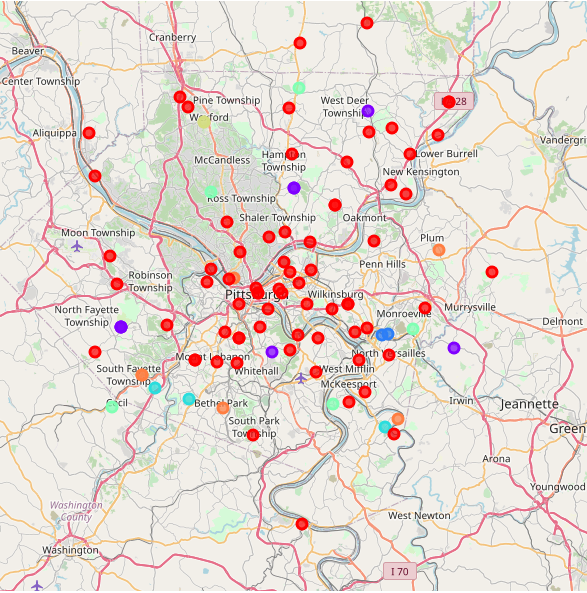 Cranberry
Beaver
Center Township
Pine Township
West Deer
Township
28
Wexford
Aliquippa
Vandergri
McCandless
Hampton
Township
Lower Burrell
New Kensington
Ross Township
Shaler Township
Oakmont
Moon Township
Plum
Penn Hills
Robinson
Township
Pittsburgh
Wilkinsburg
North Fayette
Township
Monroeville
Murrysville
Delmont
Mount Lebanon
North Versailles
South Fayette
Township
Whitehall
West Mifflin
McKeesport
Cecil
Bethel Park
Irwin
Jeannette
South Park
Township
Green
Arona
Youngwood
Washington
County
West Newton
Washington
I 70